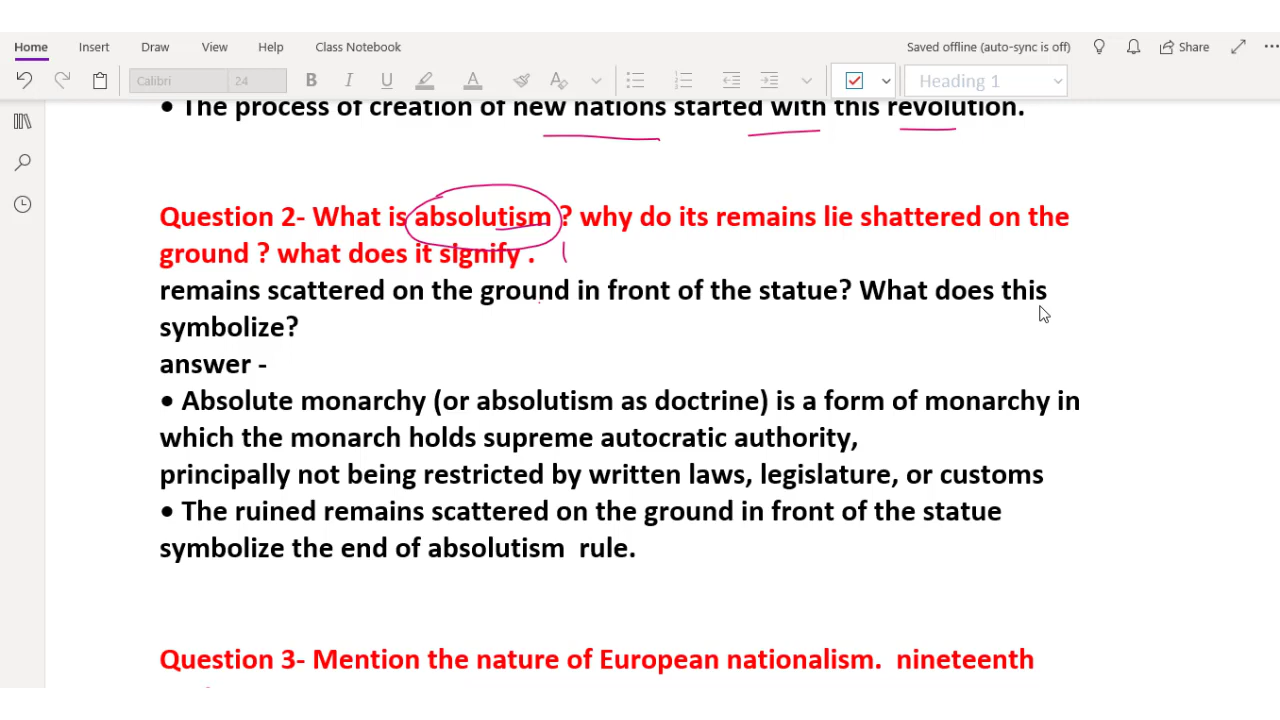 Home Insert Draw View Help Class Notebook Saved offline (auto-sync is off) Share
Calibri 24 B I U A A Heading 1
• The process of creation of new nations started with this revolution.
Question 2- What is absolutism ? why do its remains lie shattered on the
ground ? what does it signify .
remains scattered on the ground in front of the statue? What does this
symbolize?
answer -
• Absolute monarchy (or absolutism as doctrine) is a form of monarchy in
which the monarch holds supreme autocratic authority,
principally not being restricted by written laws, legislature, or customs
• The ruined remains scattered on the ground in front of the statue
symbolize the end of absolutism rule.
Question 3- Mention the nature of European nationalism. nineteenth